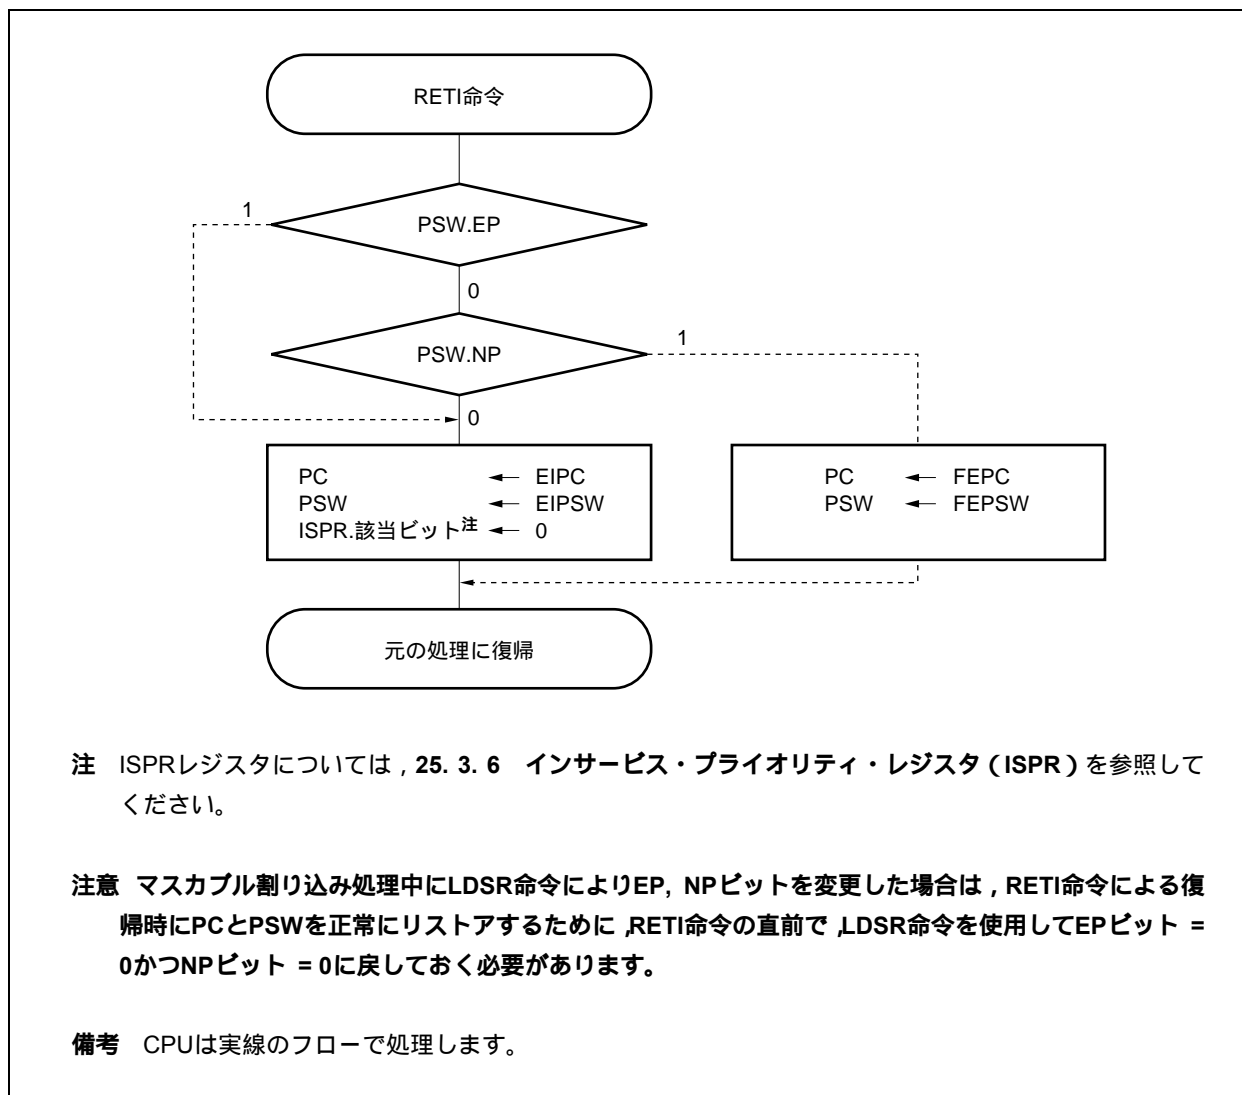 RETI命令
1
PSW.EP
0
PSW.NP
1
0
PC ← EIPC
PSW ← EIPSW
ISPR.該当ビット注 ← 0
PC ← FEPC
PSW ← FEPSW
元の処理に復帰
注 ISPRレジスタについては，25. 3. 6 インサービス・プライオリティ・レジスタ（ISPR）を参照して
ください。
注意 マスカブル割り込み処理中にLDSR命令によりEP, NPビットを変更した場合は，RETI命令による復
帰時にPCとPSWを正常にリストアするために，RETI命令の直前で，LDSR命令を使用してEPビット =
0かつNPビット = 0に戻しておく必要があります。
備考 CPUは実線のフローで処理します。